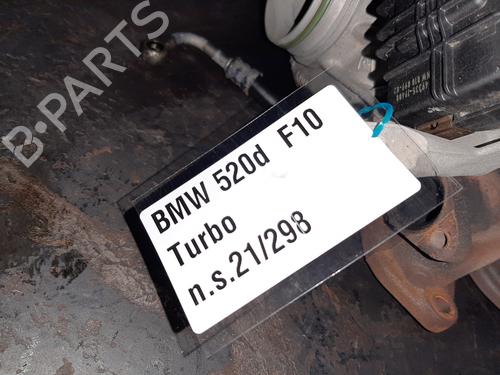 B-PARTS
BMW 520d F10
Turbo
n.s.21/298